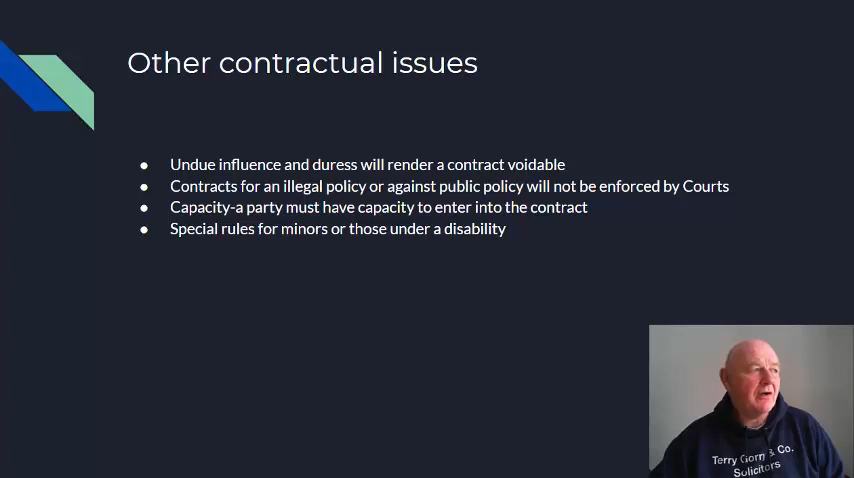 Other contractual issues
● Undue influence and duress will render a contract voidable
● Contracts for an illegal policy or against public policy will not be enforced by Courts
● Capacity-a party must have capacity to enter into the contract
● Special rules for minors or those under a disability
Terry & Co.
Solicitors